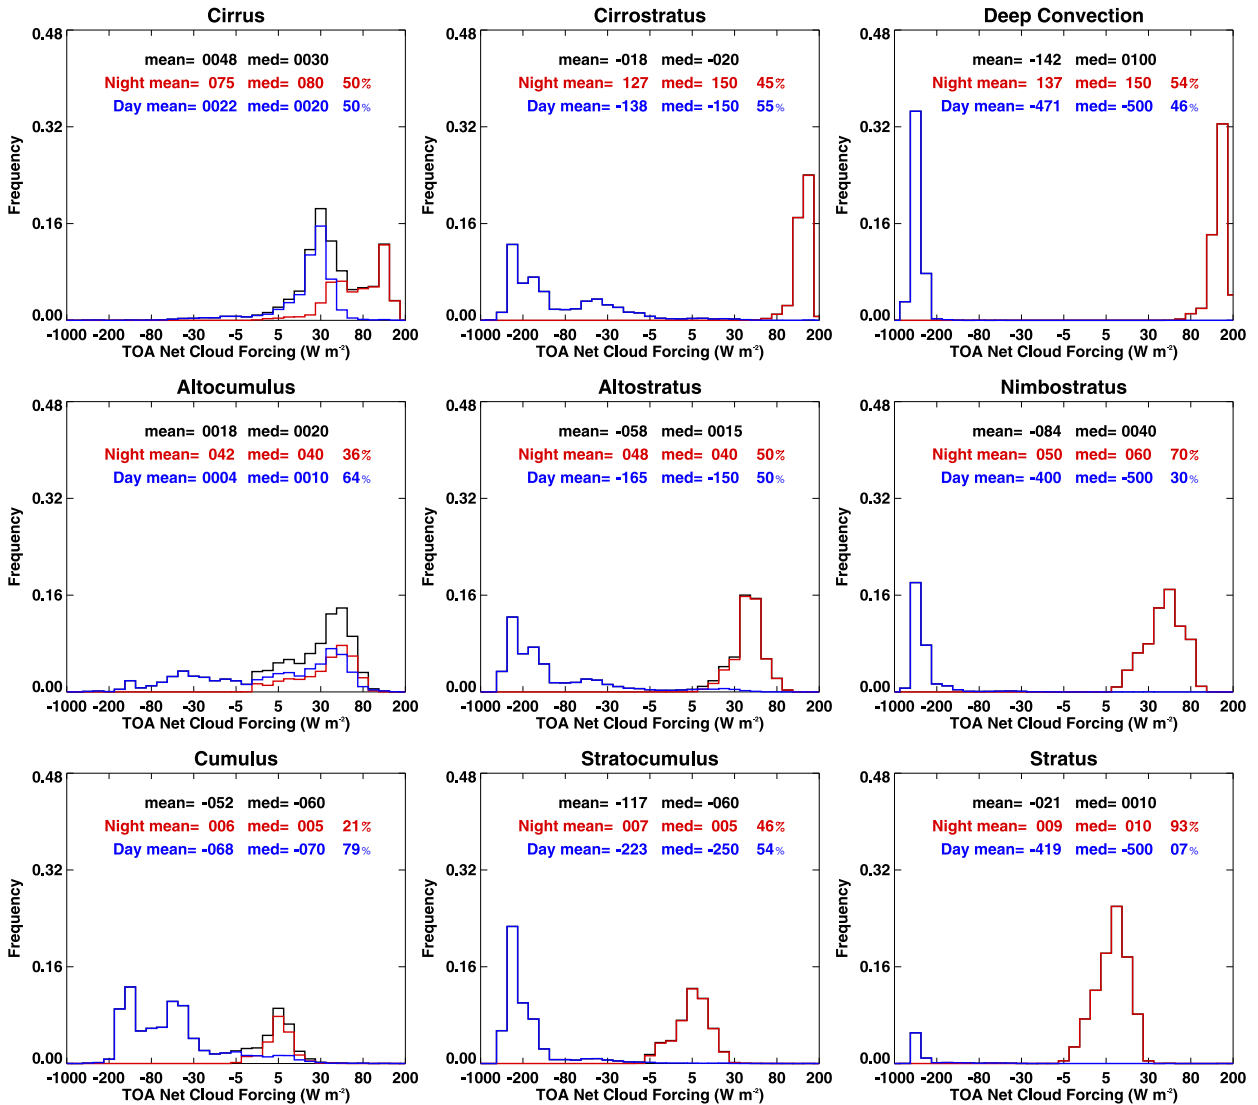 Cirrus
mean= 0048 med= 0030
Night mean= 075 med= 080 50%
Day mean= 0022 med= 0020 50%
0.48
0.32
0.16
0.00
Frequency
-1000 -200 -80 -5 5 30 80 200
TOA Net Cloud Forcing (W m-2)
Cirrostratus
mean= -018 med= -020
Night mean= 127 med= 150 45%
Day mean= -138 med= -150 55%
0.48
0.32
0.16
0.00
Frequency
-1000 -200 -80 -5 5 30 80 200
TOA Net Cloud Forcing (W m-2)
Deep Convection
mean= -142 med= 0100
Night mean= 137 med= 150 54%
Day mean= -471 med= -500 46%
0.48
0.32
0.16
0.00
Frequency
-1000 -200 -80 -5 5 30 80 200
TOA Net Cloud Forcing (W m-2)
Altocumulus
mean= 0018 med= 0020
Night mean= 042 med= 040 36%
Day mean= 0004 med= 0010 64%
0.48
0.32
0.16
0.00
Frequency
-1000 -200 -80 -5 5 30 80 200
TOA Net Cloud Forcing (W m-2)
Altostratus
mean= -058 med= 0015
Night mean= 048 med= 040 50%
Day mean= -165 med= -150 50%
0.48
0.32
0.16
0.00
Frequency
-1000 -200 -80 -5 5 30 80 200
TOA Net Cloud Forcing (W m-2)
Nimbostratus
mean= -084 med= 0040
Night mean= 050 med= 060 70%
Day mean= -400 med= -500 30%
0.48
0.32
0.16
0.00
Frequency
-1000 -200 -80 -5 5 30 80 200
TOA Net Cloud Forcing (W m-2)
Cumulus
mean= -052 med= -060
Night mean= 006 med= 005 21%
Day mean= -068 med= -070 79%
0.48
0.32
0.16
0.00
Frequency
-1000 -200 -80 -5 5 30 80 200
TOA Net Cloud Forcing (W m-2)
Stratocumulus
mean= -117 med= -060
Night mean= 007 med= 005 46%
Day mean= -223 med= -250 54%
0.48
0.32
0.16
0.00
Frequency
-1000 -200 -80 -5 5 30 80 200
TOA Net Cloud Forcing (W m-2)
Stratus
mean= -021 med= 0010
Night mean= 009 med= 010 93%
Day mean= -419 med= -500 07%
0.48
0.32
0.16
0.00
Frequency
-1000 -200 -80 -5 5 30 80 200
TOA Net Cloud Forcing (W m-2)